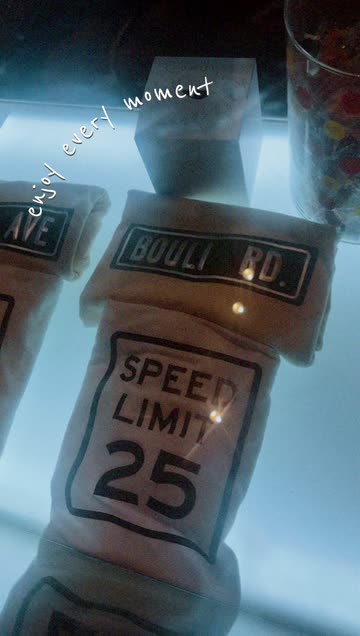 enjoy every moment
AVE
BOULI RD.
SPEED
LIMIT
25